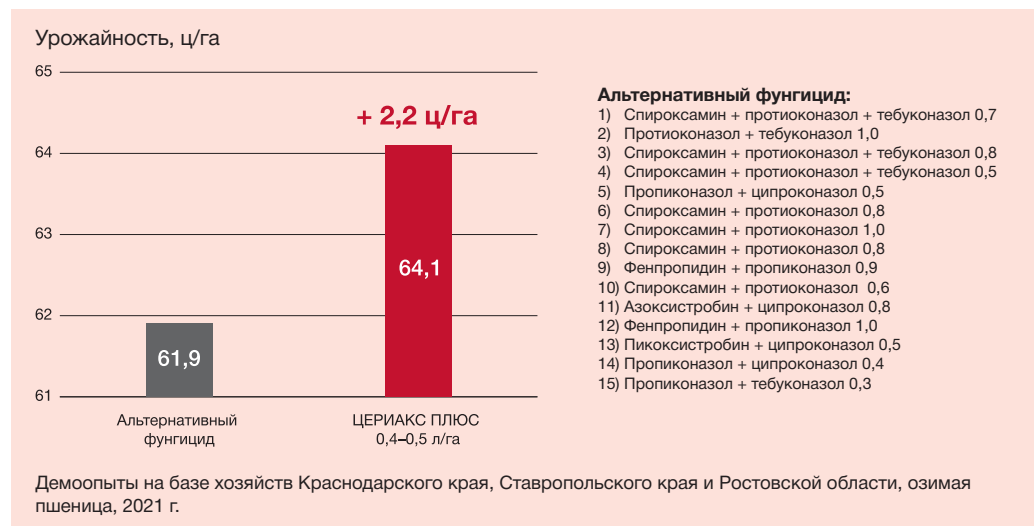 Урожайность, ц/га
65
64
63
62
61
+ 2,2 ц/га
61,9
64,1
Альтернативный
фунгицид
ЦЕРИАКС ПЛЮС
0,4–0,5 л/га
Альтернативный фунгицид:
1) Спироксамин + протиоконазол + тебуконазол 0,7
2) Протиоконазол + тебуконазол 1,0
3) Спироксамин + протиоконазол + тебуконазол 0,8
4) Спироксамин + протиоконазол + тебуконазол 0,5
5) Пропиконазол + ципроконазол 0,5
6) Спироксамин + протиоконазол 0,8
7) Спироксамин + протиоконазол 1,0
8) Спироксамин + протиоконазол 0,8
9) Фенпропидин + пропиконазол 0,9
10) Спироксамин + протиоконазол 0,6
11) Азоксистробин + ципроконазол 0,8
12) Фенпропидин + пропиконазол 1,0
13) Пикоксистробин + ципроконазол 0,5
14) Пропиконазол + ципроконазол 0,4
15) Пропиконазол + тебуконазол 0,3
Демоопыты на базе хозяйств Краснодарского края, Ставропольского края и Ростовской области, озимая
пшеница, 2021 г.